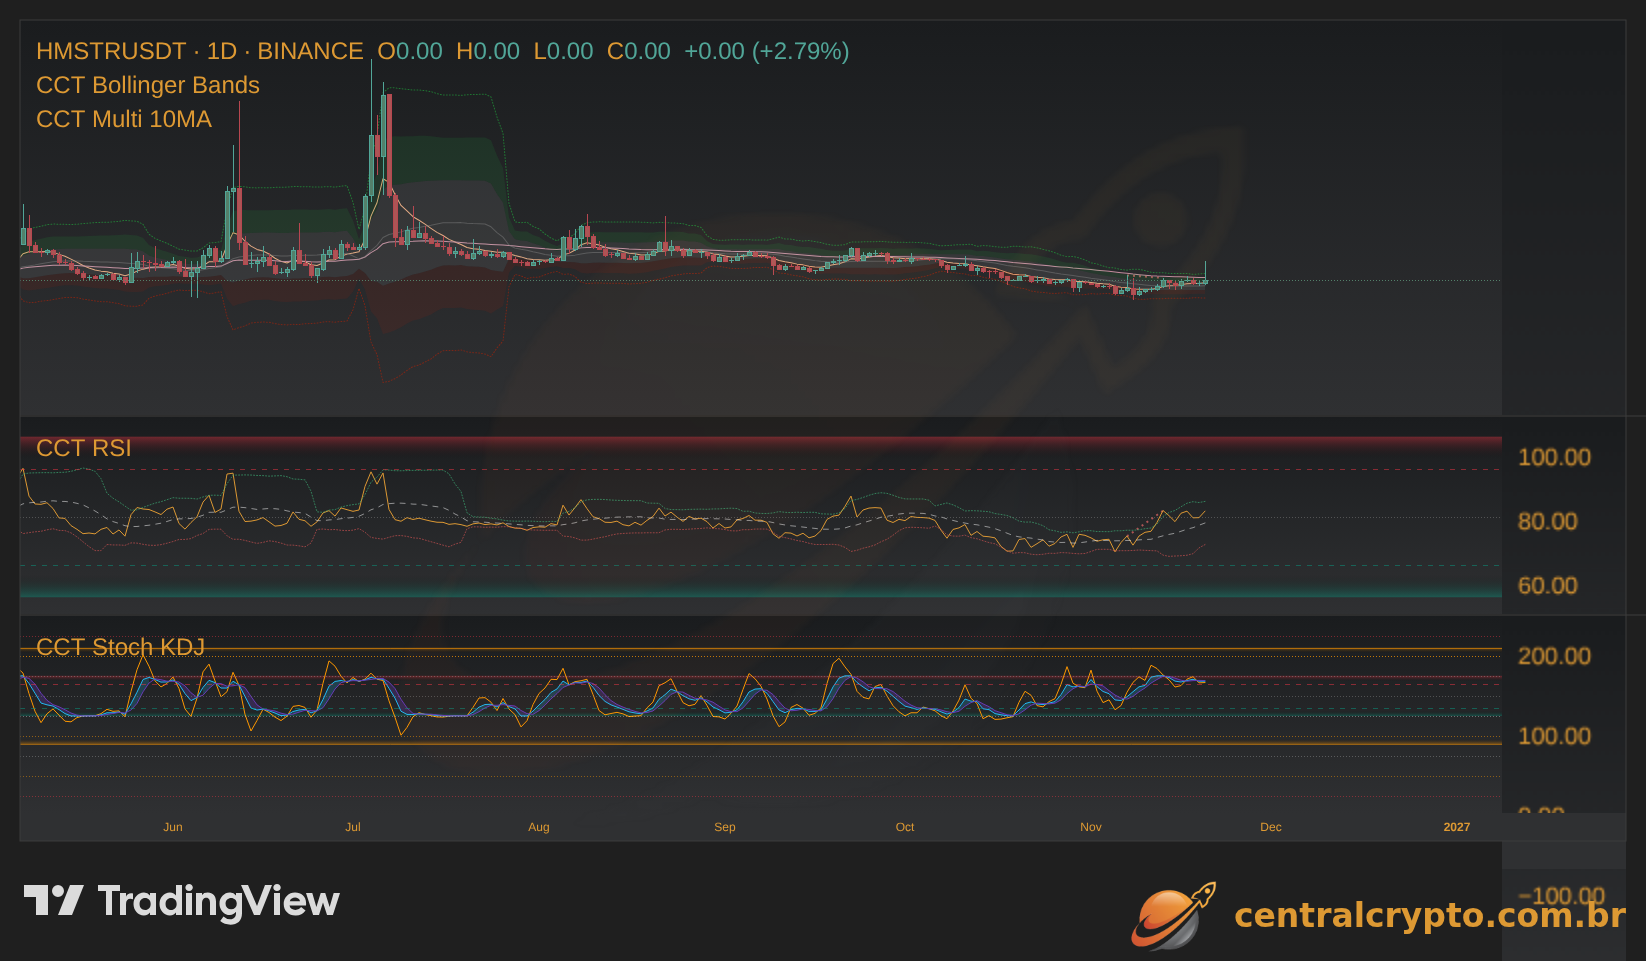 HMSTRUSDT · 1D · BINANCE O0.00 H0.00 L0.00 C0.00 +0.00 (+2.79%)
CCT Bollinger Bands
CCT Multi 10MA
CCT RSI
100.00
80.00
60.00
CCT Stoch KDJ
200.00
100.00
0.00
Jun Jul Aug Sep Oct Nov Dec 2027
−100.00
TradingView
centralcrypto.com.br